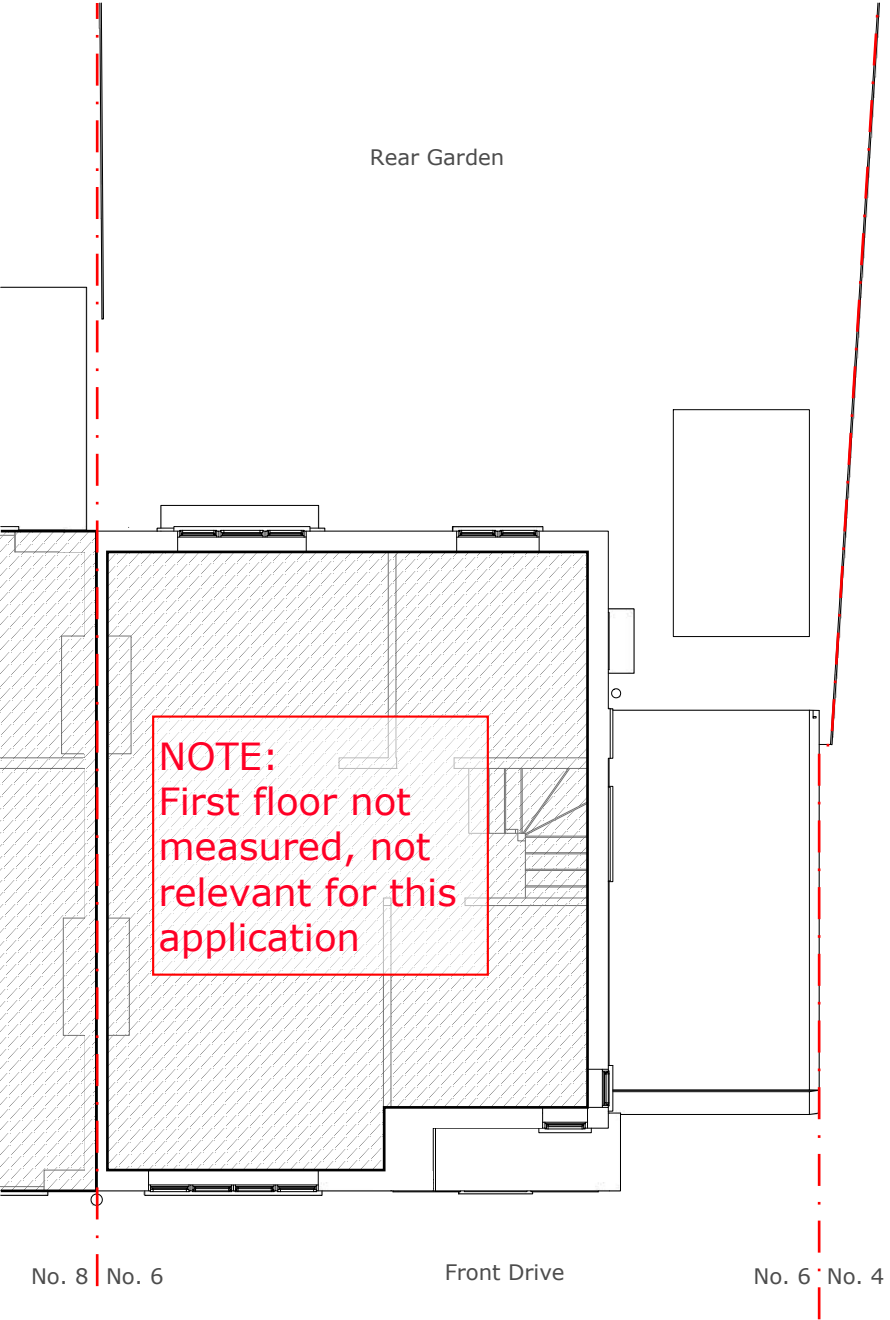 Rear Garden
NOTE:
First floor not
measured, not
relevant for this
application
No. 8 No. 6
Front Drive
No. 6 No. 4